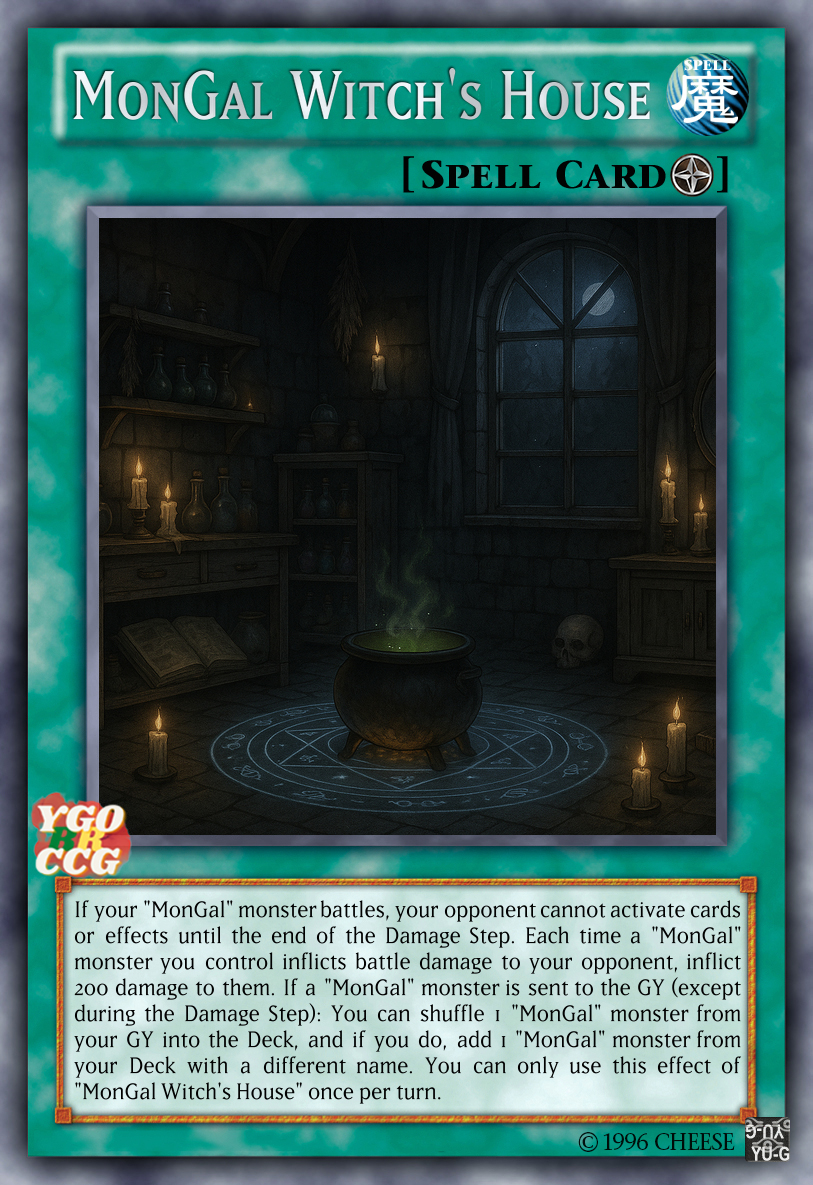 MonGal Witch's House
SPELL
魔
[Spell Card]
YGO
RR
CCG
If your "MonGal" monster battles, your opponent cannot activate cards
or effects until the end of the Damage Step. Each time a "MonGal"
monster you control inflicts battle damage to your opponent, inflict
200 damage to them. If a "MonGal" monster is sent to the GY (except
during the Damage Step): You can shuffle 1 "MonGal" monster from
your GY into the Deck, and if you do, add 1 "MonGal" monster from
your Deck with a different name. You can only use this effect of
"MonGal Witch's House" once per turn.
© 1996 CHEESE
YU-G